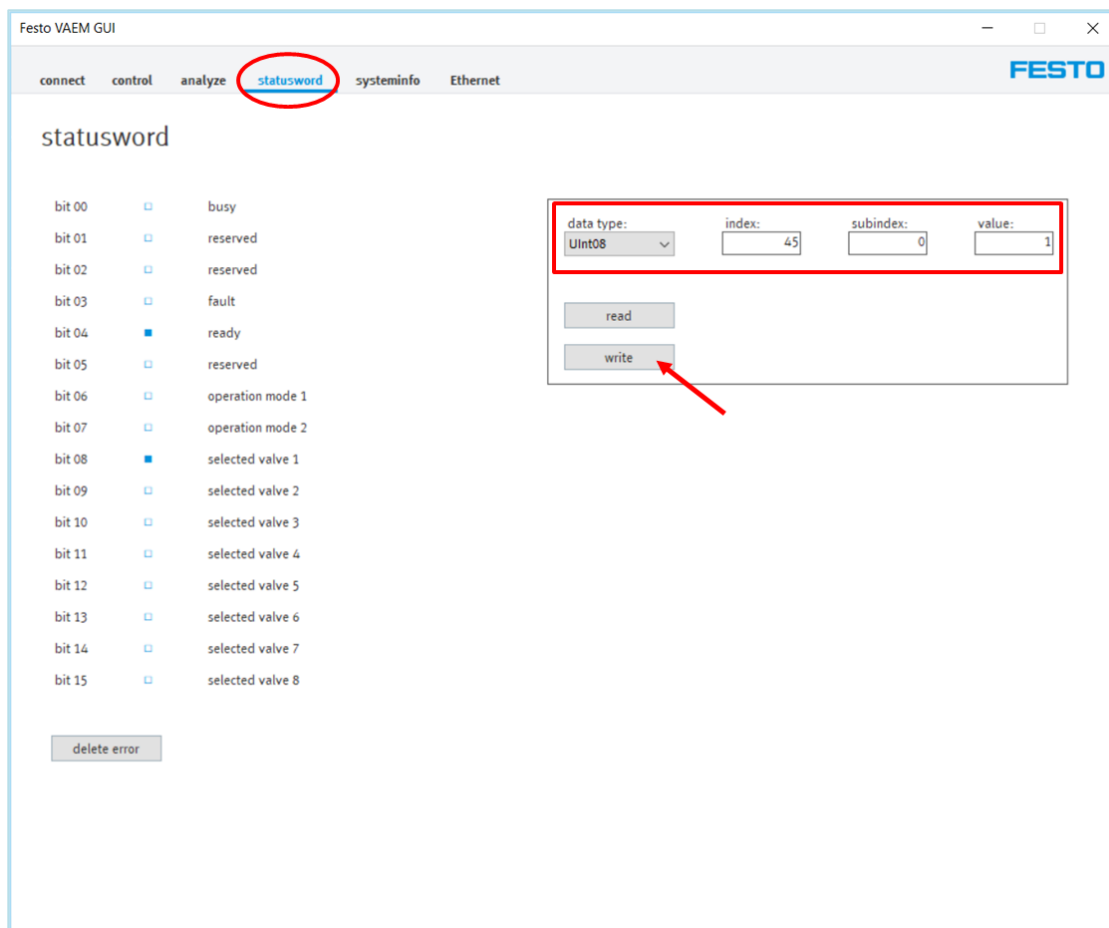 Festo VAEM GUI
connect control analyze statusword systeminfo Ethernet FESTO
statusword
bit 00 busy
bit 01 reserved
bit 02 reserved
bit 03 fault
bit 04 ready
bit 05 reserved
bit 06 operation mode 1
bit 07 operation mode 2
bit 08 selected valve 1
bit 09 selected valve 2
bit 10 selected valve 3
bit 11 selected valve 4
bit 12 selected valve 5
bit 13 selected valve 6
bit 14 selected valve 7
bit 15 selected valve 8
delete error
data type: index: subindex: value:
UInt08 45 0 1
read
write